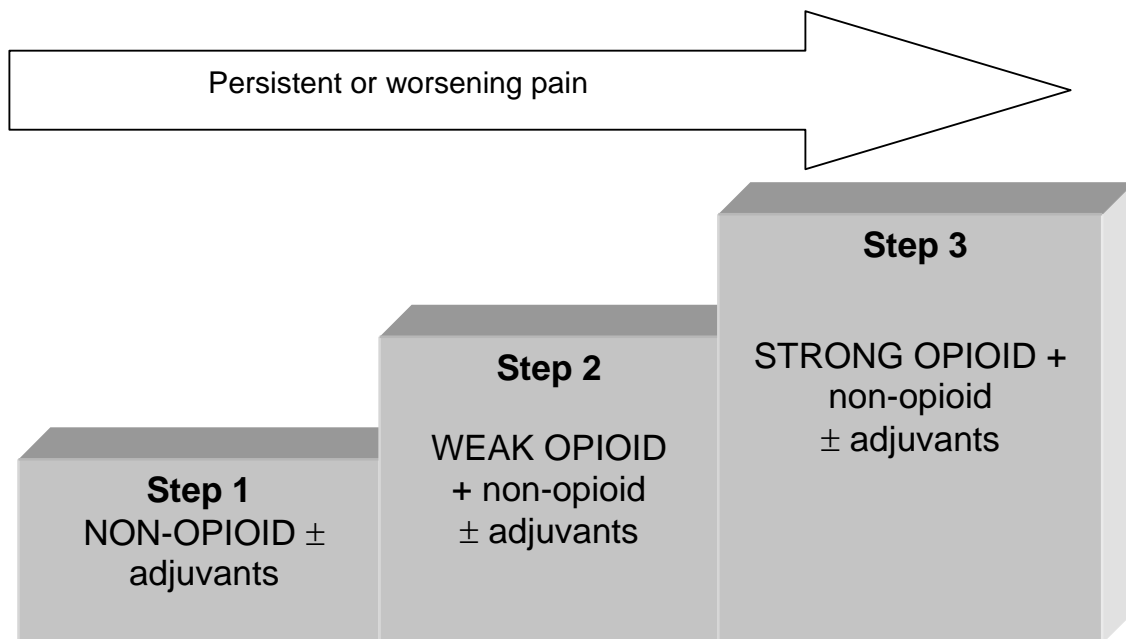 Persistent or worsening pain
Step 1
NON-OPIOID ±
adjuvants
Step 2
WEAK OPIOID
+ non-opioid
± adjuvants
Step 3
STRONG OPIOID +
non-opioid
± adjuvants